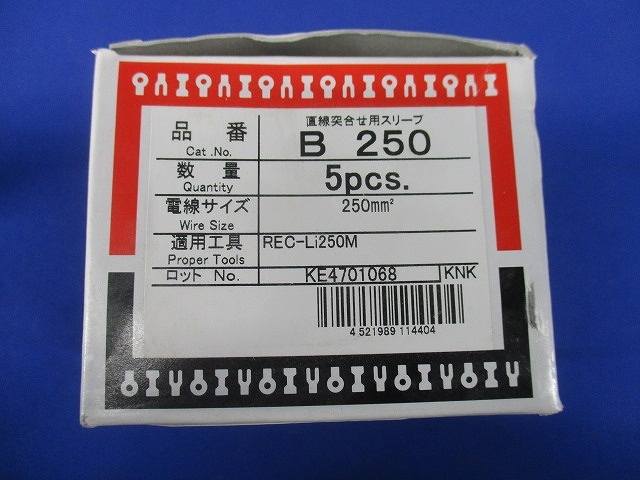 直線突合せ用スリーブ
品番 B 250
Cat .No.
数量 5pcs.
Quantity
電線サイズ 250mm²
Wire Size
適用工具 REC-Li250M
Proper Tools
ロット No. KE4701068 KNK
4 521989 114404